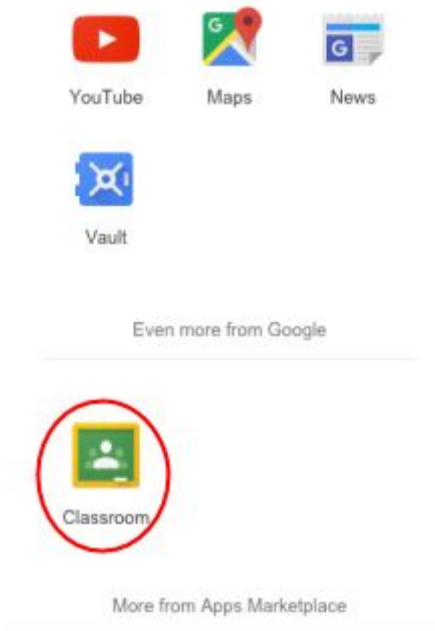 YouTube Maps News
Vault
Even more from Google
Classroom
More from Apps Marketplace